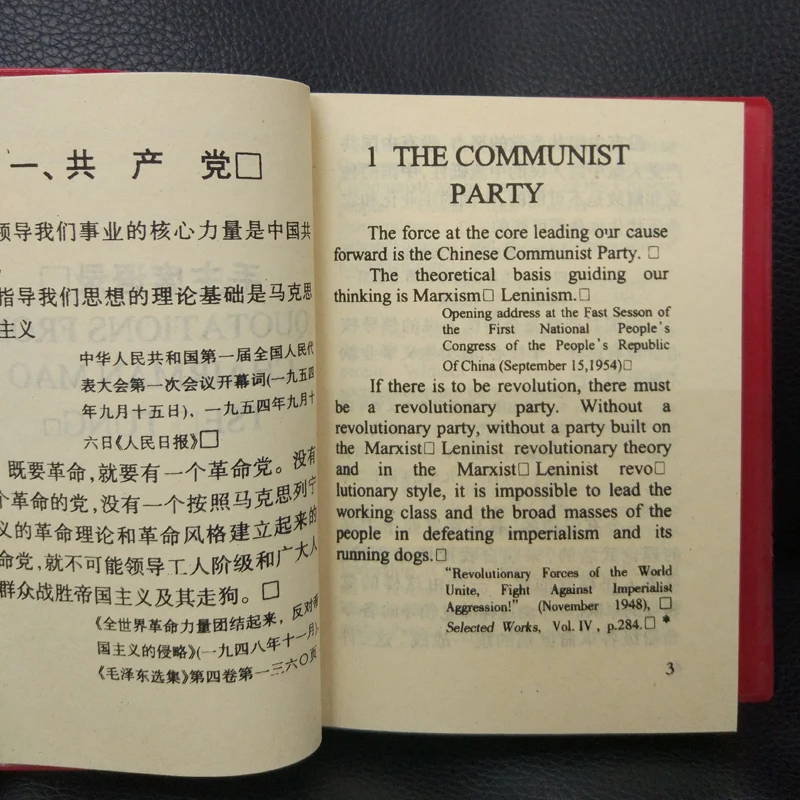 一、共 产 党□
领导我们事业的核心力量是中国共
指导我们思想的理论基础是马克思
主义
中华人民共和国第一届全国人民代
表大会第一次会议开幕词(一九五四
年九月十五日)、一九五四年九月十
六日《人民日报》□
既要革命,就要有一个革命党。没有
个革命的党,没有一个按照马克思列宁
义的革命理论和革命风格建立起来的
命党,就不可能领导工人阶级和广大人
群众战胜帝国主义及其走狗。□
《全世界革命力量团结起来,反对帝
国主义的侵略》(一九四八年十一月),
《毛泽东选集》第四卷第一三六〇页
1 THE COMMUNIST
PARTY
The force at the core leading our cause
forward is the Chinese Communist Party. □
The theoretical basis guiding our
thinking is Marxism□ Leninism.□
Opening address at the Fast Sesson of
the First National People's
Congress of the People's Republic
Of China (September 15,1954)□
If there is to be revolution, there must
be a revolutionary party. Without a
revolutionary party, without a party built on
the Marxist□ Leninist revolutionary theory
and in the Marxist□ Leninist revo□
lutionary style, it is impossible to lead the
working class and the broad masses of the
people in defeating imperialism and its
running dogs.□
"Revolutionary Forces of the World
Unite, Fight Against Imperialist
Aggression!" (November 1948), □
Selected Works, Vol. IV , p.284.□ *
3